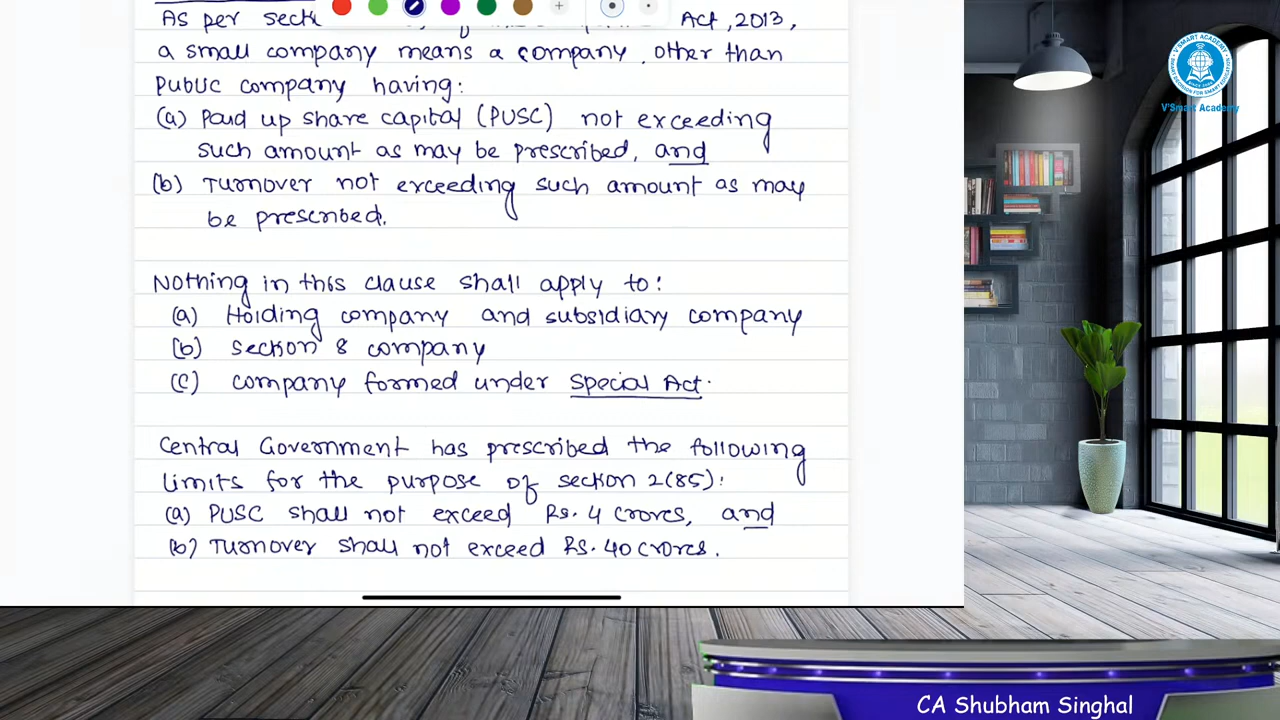 As per secti Act, 2013,
a small company means a company, other than
Public company having:
(a) Paid up share capital (PUSC) not exceeding
such amount as may be prescribed, and
(b) Turnover not exceeding such amount as may
be prescribed.
Nothing in this clause shall apply to:
(a) Holding company and subsidiary company
(b) Section 8 company
(c) company formed under Special Act.
Central Government has prescribed the following
limits for the purpose of section 2(85):
(a) PUSC shall not exceed Rs. 4 crores, and
(b) Turnover shall not exceed Rs. 40 crores.
V'SMART ACADEMY
V'Smart Academy
CA Shubham Singhal